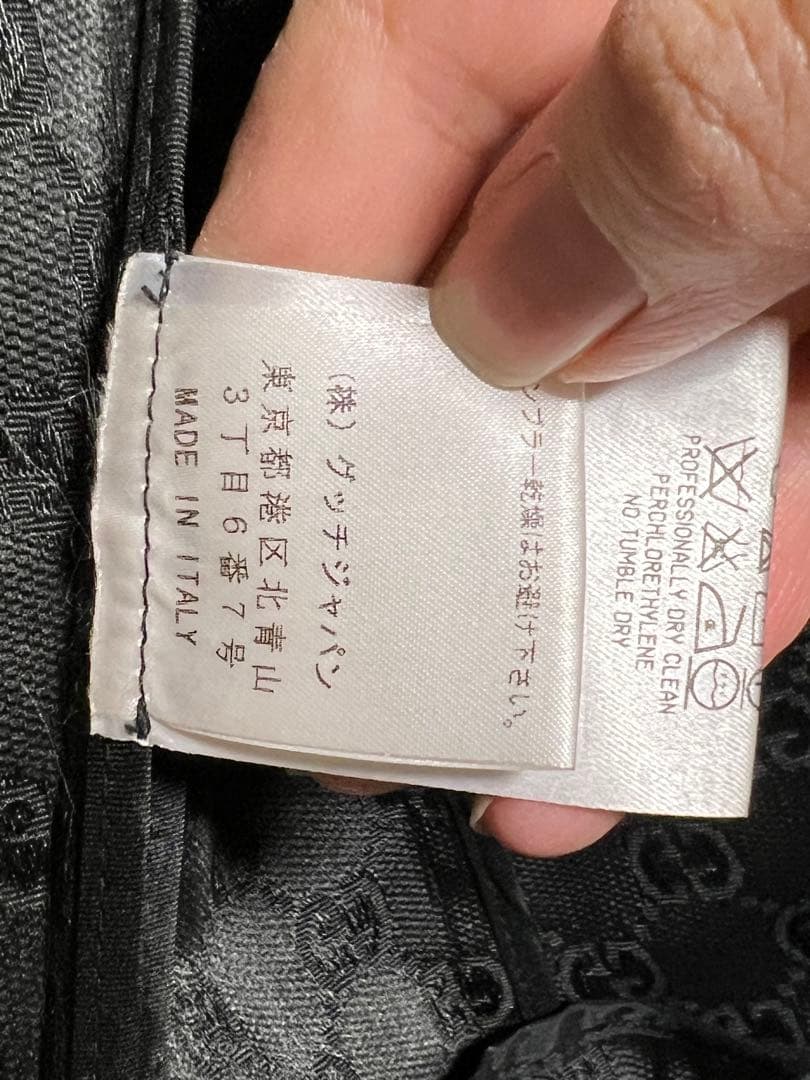 ンブラー乾燥はお避け下さい。
(株)グッチジャパン
東京都港区北青山
3丁目6番7号
MADE IN ITALY
PROFESSIONALLY DRY CLEAN
PERCHLORETHYLENE
NO TUMBLE DRY